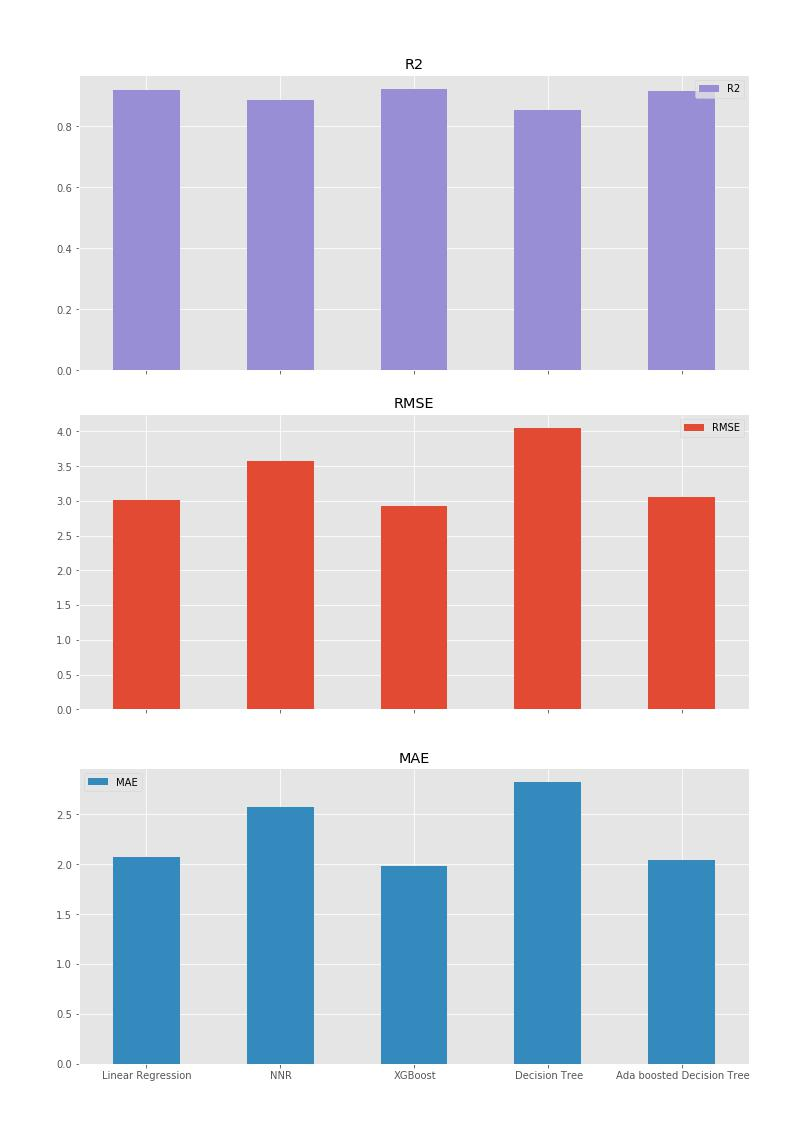 R2
R2
0.8
0.6
0.4
0.2
0.0
RMSE
RMSE
4.0
3.5
3.0
2.5
2.0
1.5
1.0
0.5
0.0
MAE
MAE
2.5
2.0
1.5
1.0
0.5
0.0
Linear Regression NNR XGBoost Decision Tree Ada boosted Decision Tree